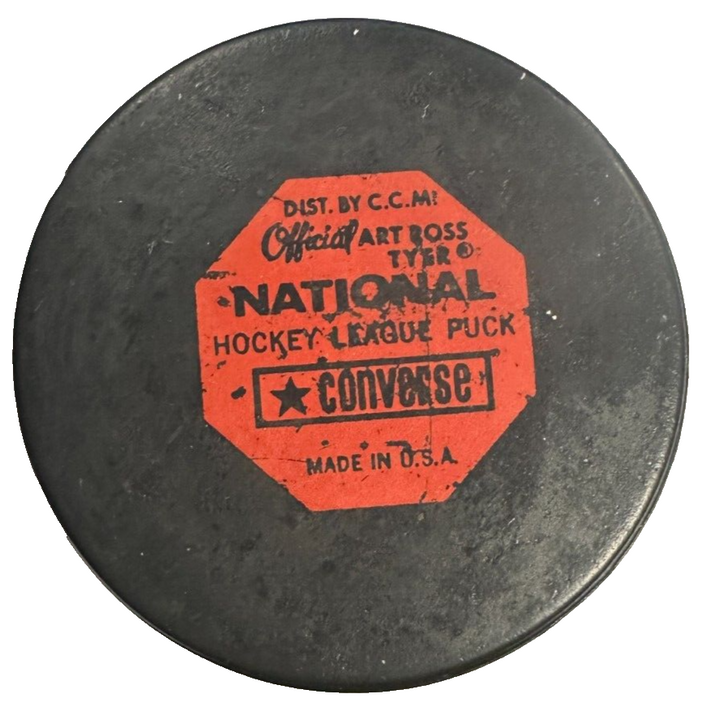 DIST. BY C.C.M.
Official ART ROSS
TYER ®
NATIONAL
HOCKEY LEAGUE PUCK
★ CONVERSE
MADE IN U.S.A.